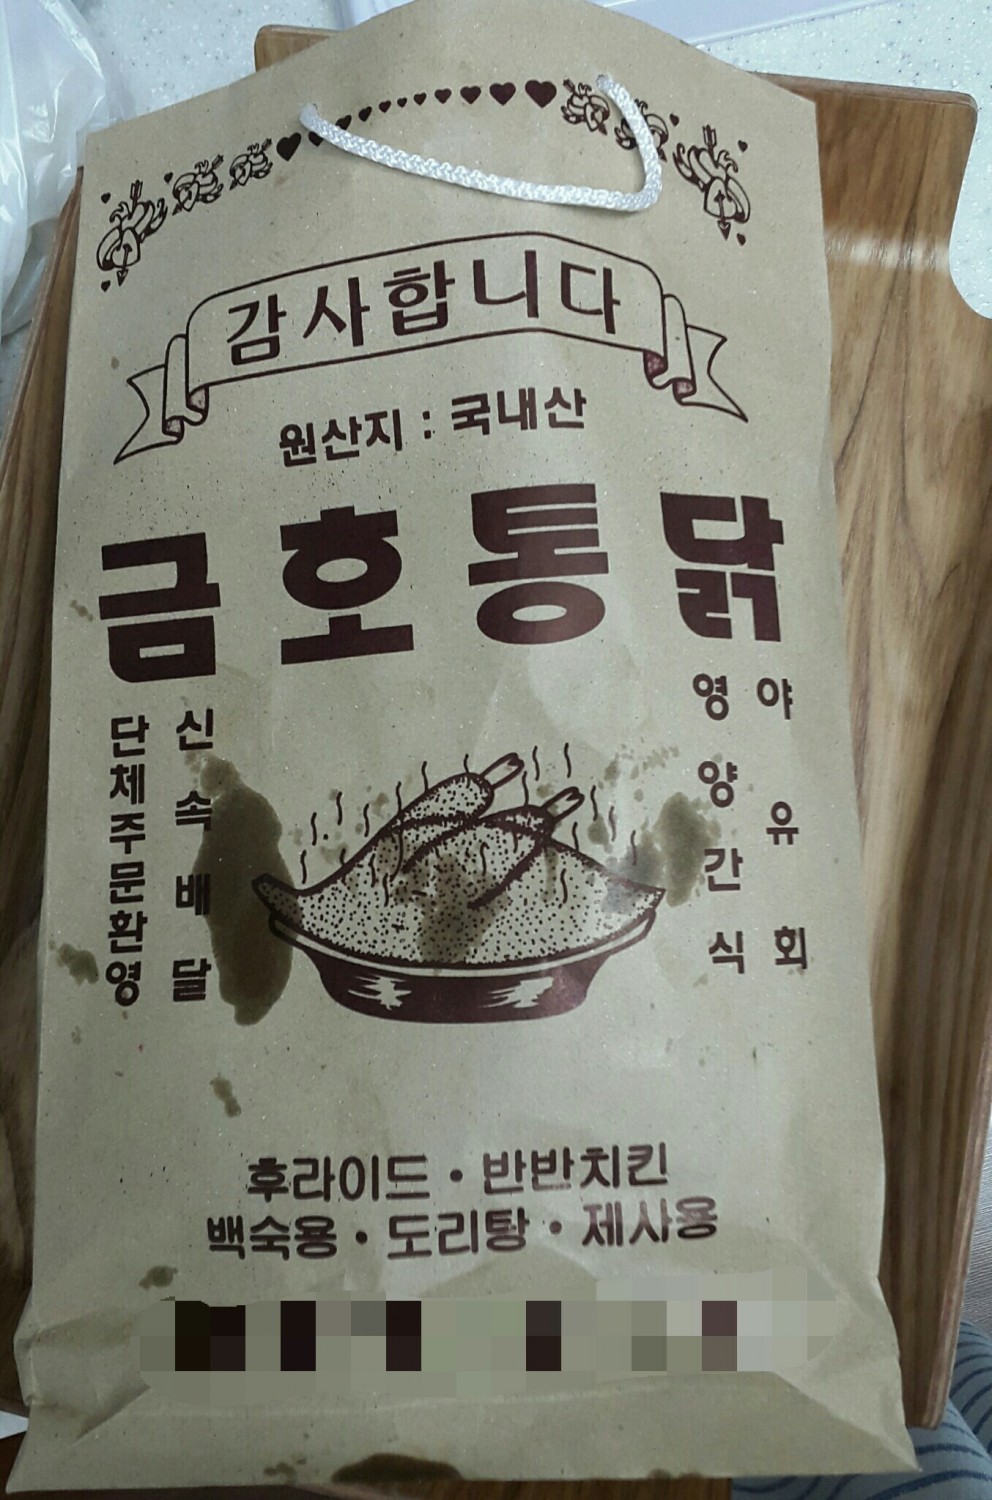 감사합니다
원산지 : 국내산
금호통닭
신속배달
단체주문환영
야유회
영양간식
후라이드 · 반반치킨
백숙용 · 도리탕 · 제사용